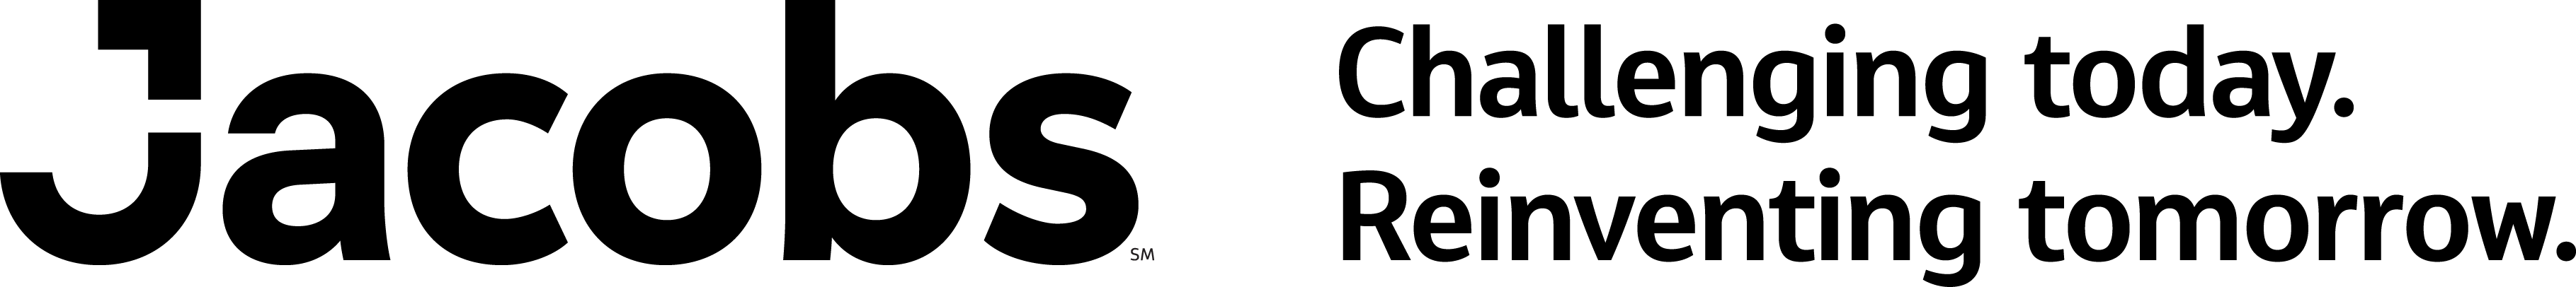 Jacobs SM
Challenging today.
Reinventing tomorrow.